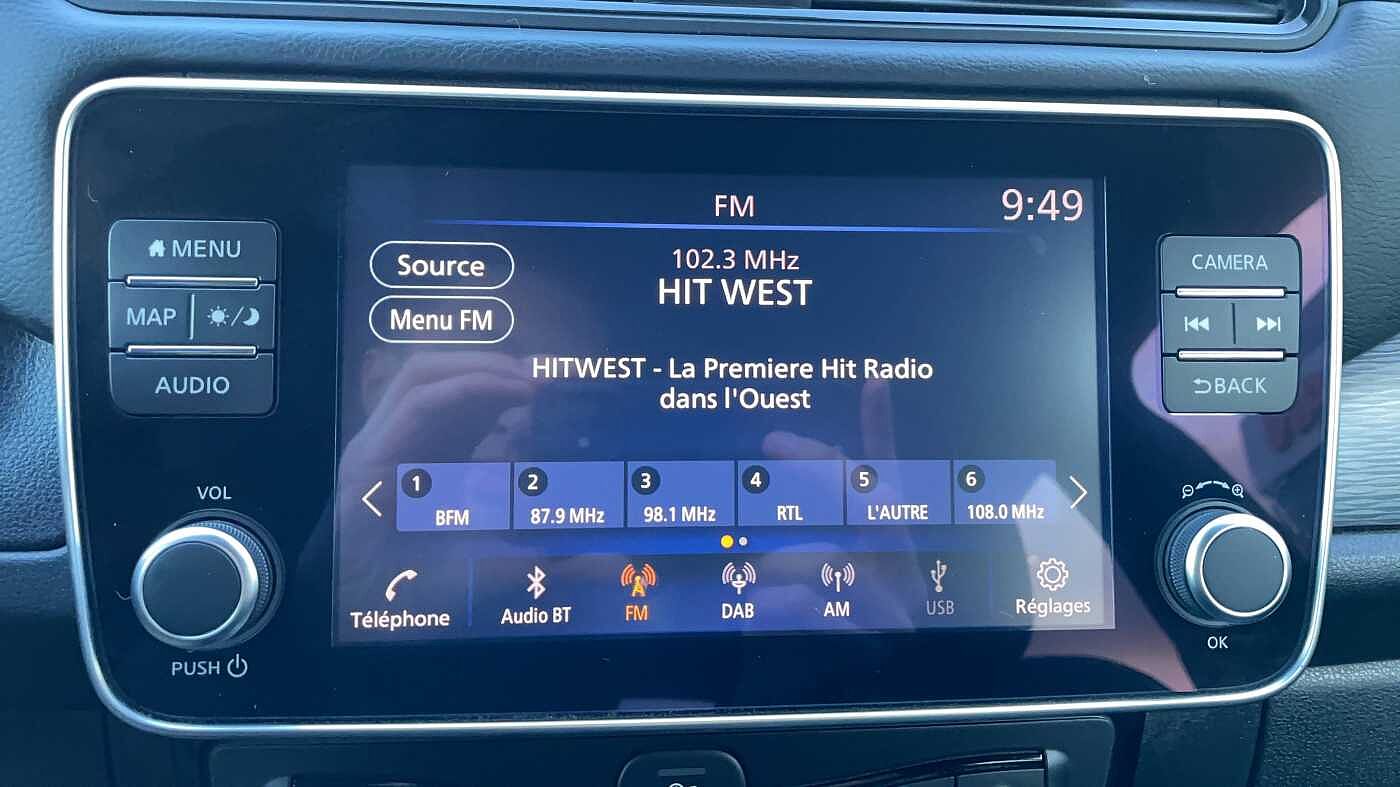 FM
9:49
MENU
MAP
AUDIO
Source
Menu FM
102.3 MHz
HIT WEST
HITWEST - La Premiere Hit Radio
dans l'Ouest
CAMERA
BACK
1
BFM
2
87.9 MHz
3
98.1 MHz
4
RTL
5
L'AUTRE
6
108.0 MHz
VOL
PUSH
Téléphone
Audio BT
FM
DAB
AM
USB
Réglages
OK